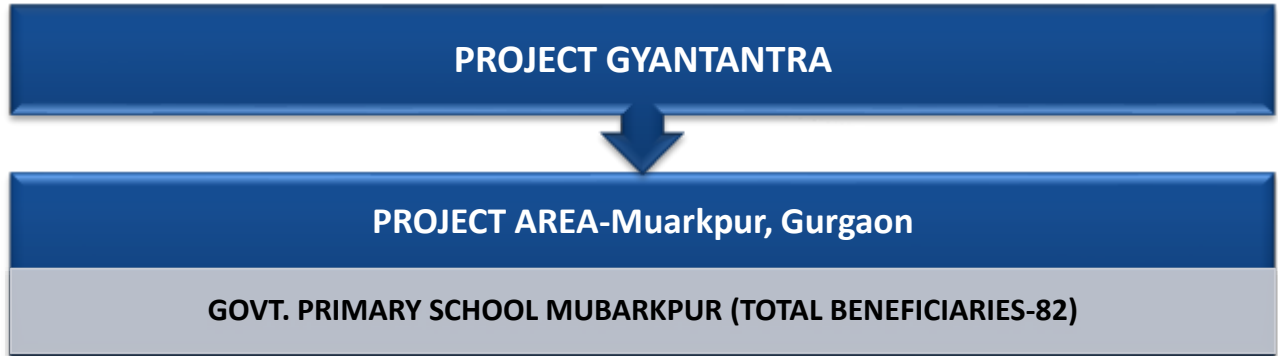 PROJECT GYANTANTRA
PROJECT AREA-Muarkpur, Gurgaon
GOVT. PRIMARY SCHOOL MUBARKPUR (TOTAL BENEFICIARIES-82)